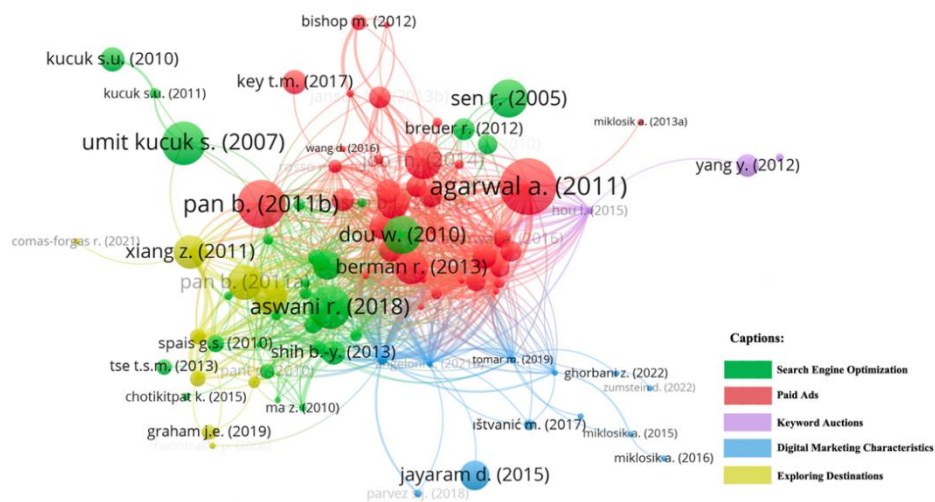 bishop m. (2012)
kucuk s.u. (2010)
key t.m. (2017)
kucuk s.u. (2011)
sen r. (2005)
umit kucuk s. (2007)
breuer r. (2012)
miklosik a. (2013a)
wang d. (2016)
yang y. (2012)
agarwal a. (2011)
pan b. (2011b)
hou l. (2015)
dou w. (2010)
comas-forgas r. (2021)
xiang z. (2011)
berman r. (2013)
pan b. (2011a)
aswani r. (2018)
spais g.s. (2010)
shih b.-y. (2013)
tomar m. (2019)
tse t.s.m. (2013)
ghorbani z. (2022)
zumstein d. (2022)
chotikitpat k. (2015)
ma z. (2010)
graham j.e. (2019)
ištvanić m. (2017)
miklosik a. (2015)
miklosik a. (2016)
jayaram d. (2015)
Captions:
Search Engine Optimization
Paid Ads
Keyword Auctions
Digital Marketing Characteristics
Exploring Destinations